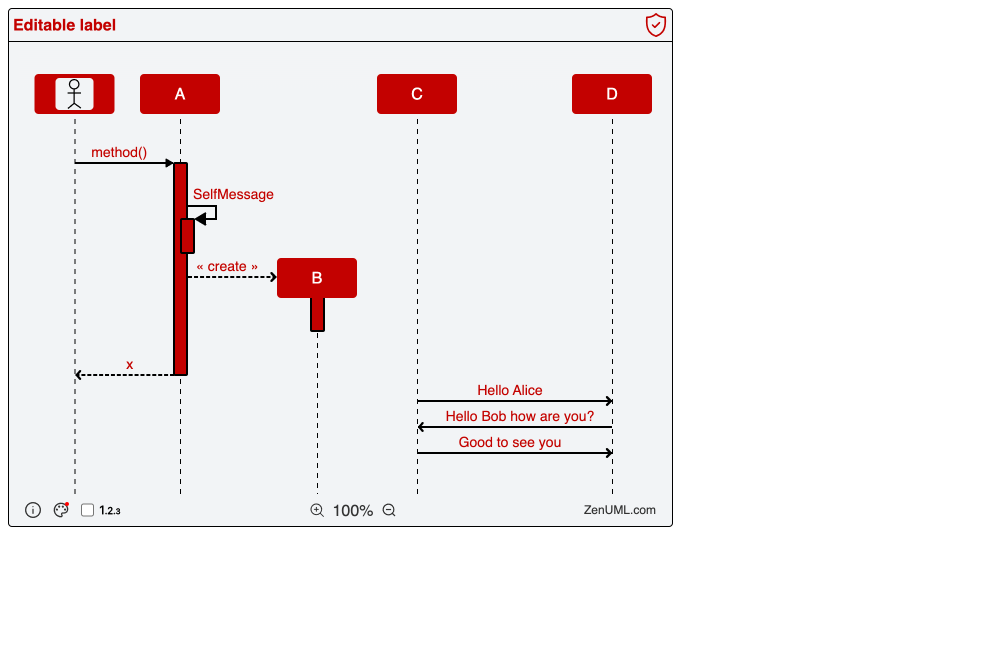 Editable label
A
C
D
method()
SelfMessage
« create »
B
x
Hello Alice
Hello Bob how are you?
Good to see you
1.2.3
100%
ZenUML.com